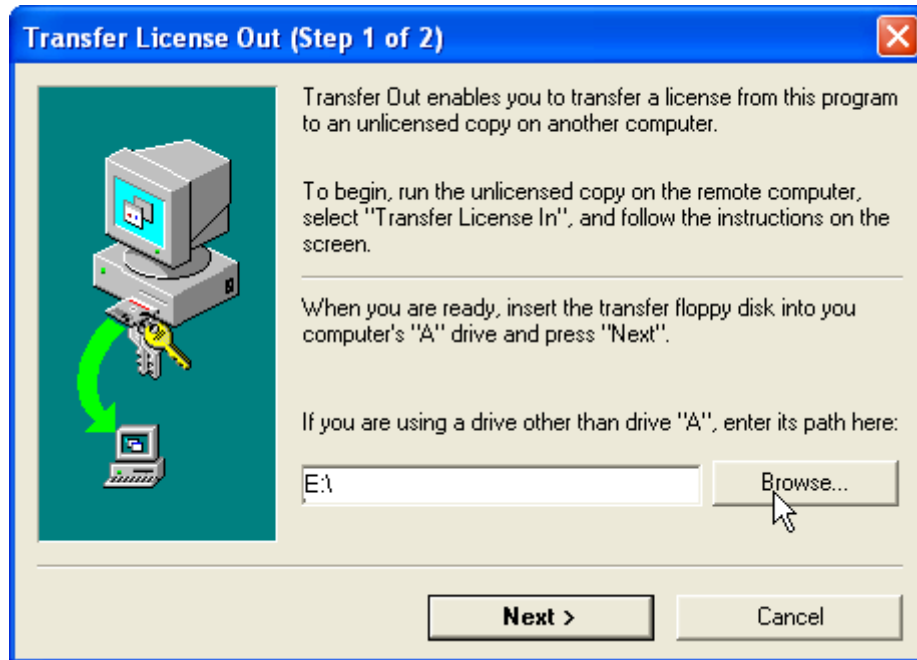 Transfer License Out (Step 1 of 2)
Transfer Out enables you to transfer a license from this program
to an unlicensed copy on another computer.
To begin, run the unlicensed copy on the remote computer,
select "Transfer License In", and follow the instructions on the
screen.
When you are ready, insert the transfer floppy disk into you
computer's "A" drive and press "Next".
If you are using a drive other than drive "A", enter its path here:
E:\
Browse...
Next >
Cancel